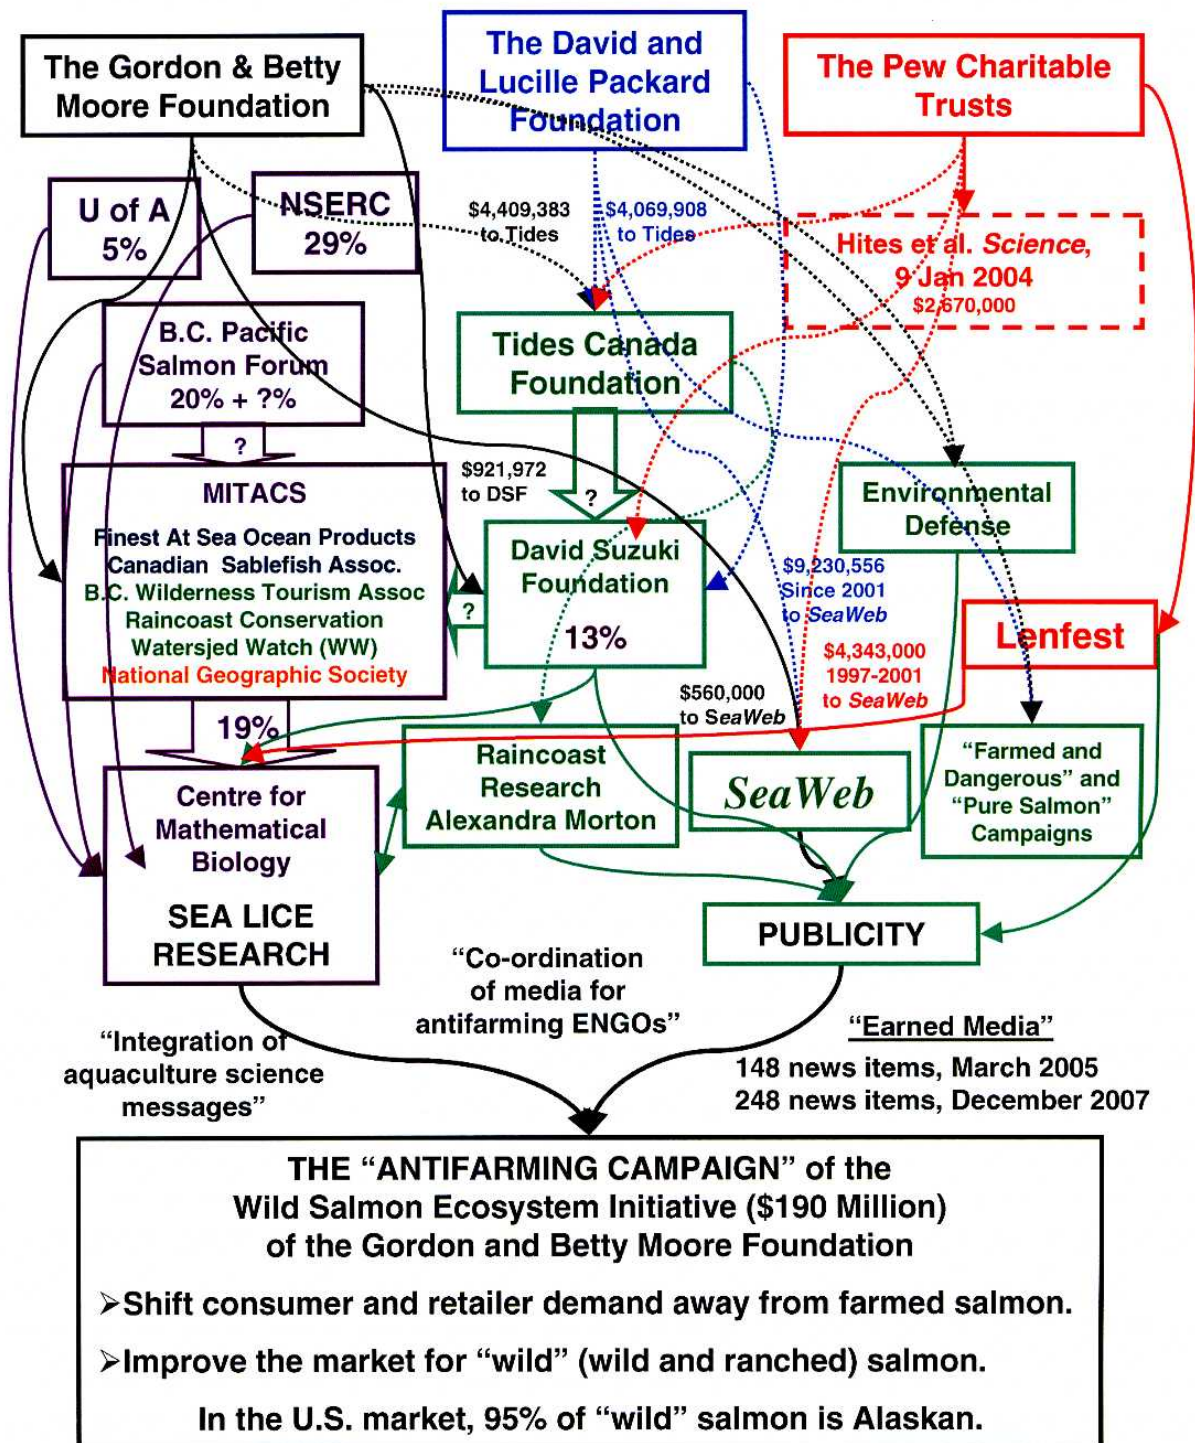 The Gordon & Betty
Moore Foundation
The David and
Lucille Packard
Foundation
The Pew Charitable
Trusts
U of A
5%
NSERC
29%
$4,409,383
to Tides
$4,069,908
to Tides
Hites et al. Science,
9 Jan 2004
$2,670,000
B.C. Pacific
Salmon Forum
20% + ?%
?
Tides Canada
Foundation
$921,972
to DSF
?
MITACS
Finest At Sea Ocean Products
Canadian Sablefish Assoc.
B.C. Wilderness Tourism Assoc
Raincoast Conservation
Watersjed Watch (WW)
National Geographic Society
?
David Suzuki
Foundation
13%
Environmental
Defense
$9,230,556
Since 2001
to SeaWeb
Lenfest
$4,343,000
1997-2001
to SeaWeb
$560,000
to SeaWeb
19%
Centre for
Mathematical
Biology
SEA LICE
RESEARCH
Raincoast
Research
Alexandra Morton
SeaWeb
“Farmed and
Dangerous” and
“Pure Salmon”
Campaigns
PUBLICITY
“Co-ordination
of media for
antifarming ENGOs”
“Integration of
aquaculture science
messages”
“Earned Media”
148 news items, March 2005
248 news items, December 2007
THE “ANTIFARMING CAMPAIGN” of the
Wild Salmon Ecosystem Initiative ($190 Million)
of the Gordon and Betty Moore Foundation
➢Shift consumer and retailer demand away from farmed salmon.
➢Improve the market for “wild” (wild and ranched) salmon.
In the U.S. market, 95% of “wild” salmon is Alaskan.